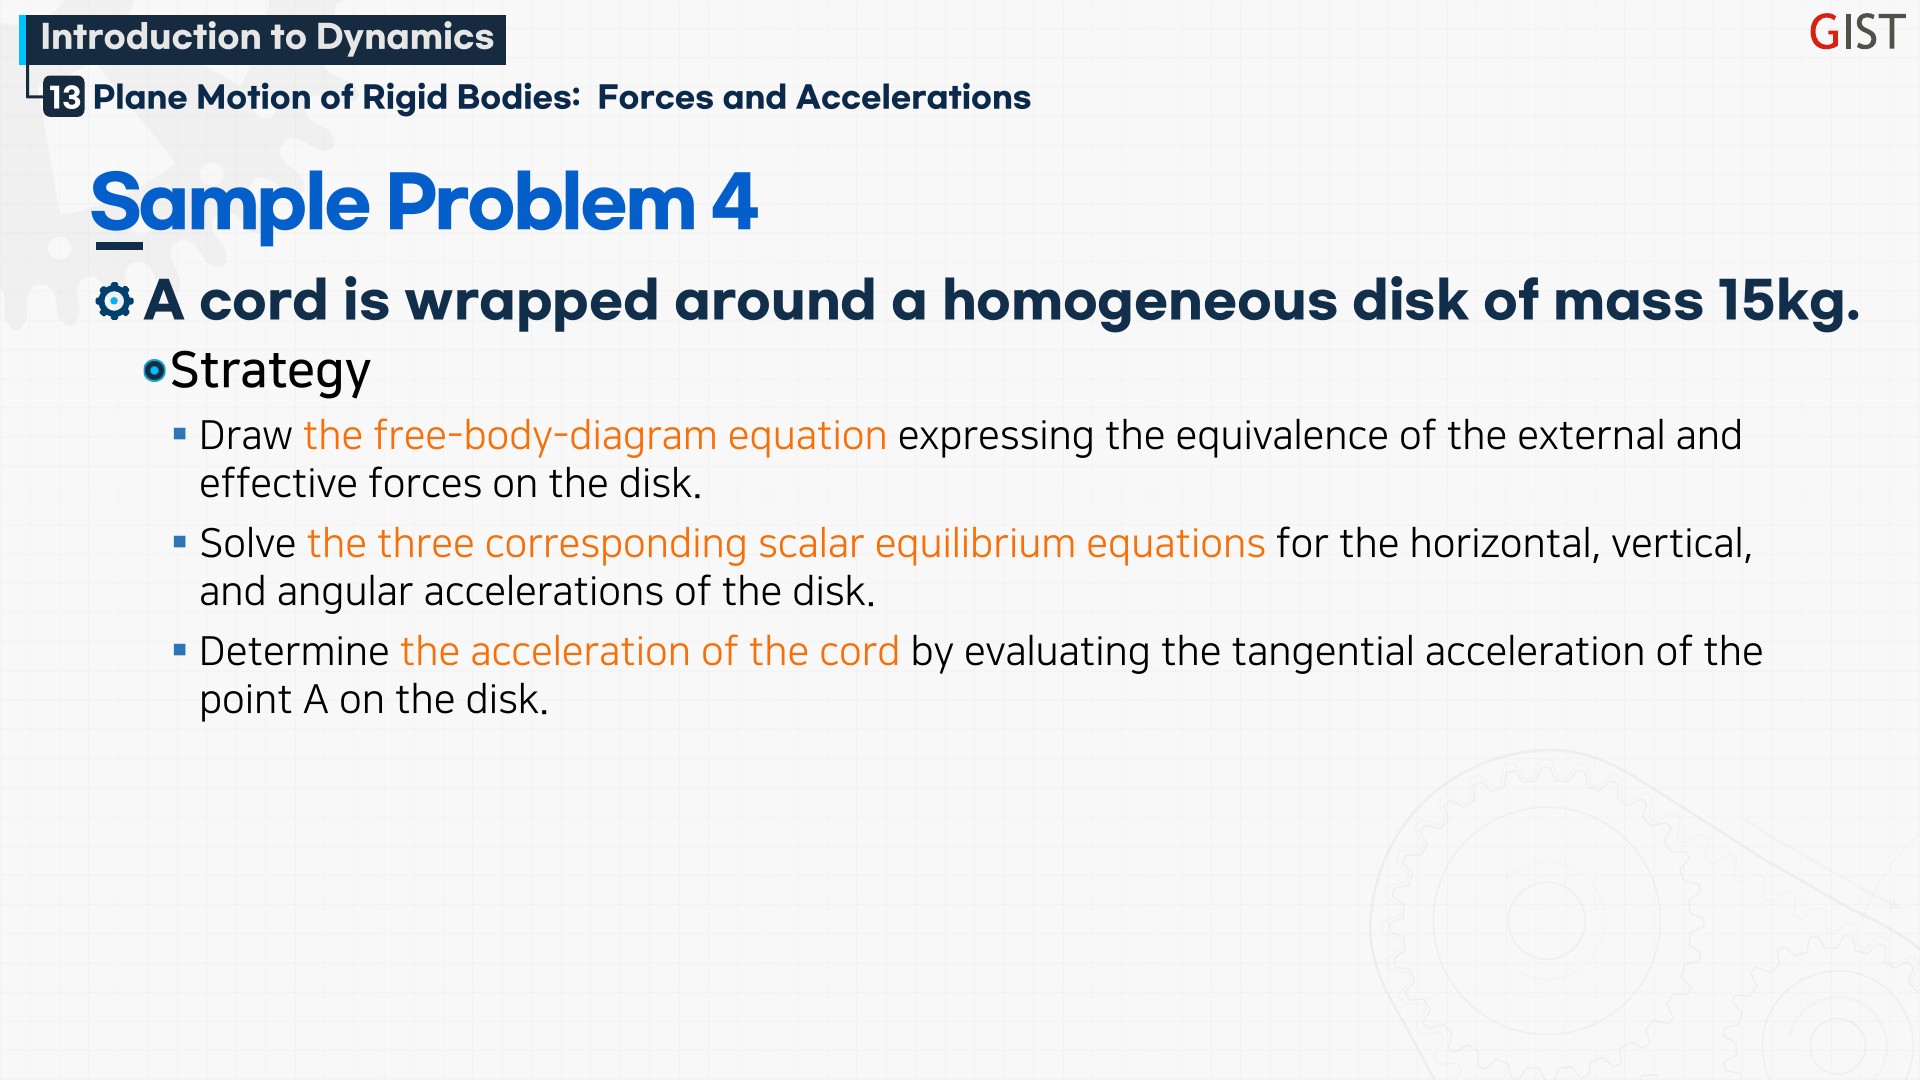 Introduction to Dynamics
GIST
13 Plane Motion of Rigid Bodies: Forces and Accelerations
Sample Problem 4
A cord is wrapped around a homogeneous disk of mass 15kg.
Strategy
Draw the free-body-diagram equation expressing the equivalence of the external and
effective forces on the disk.
Solve the three corresponding scalar equilibrium equations for the horizontal, vertical,
and angular accelerations of the disk.
Determine the acceleration of the cord by evaluating the tangential acceleration of the
point A on the disk.